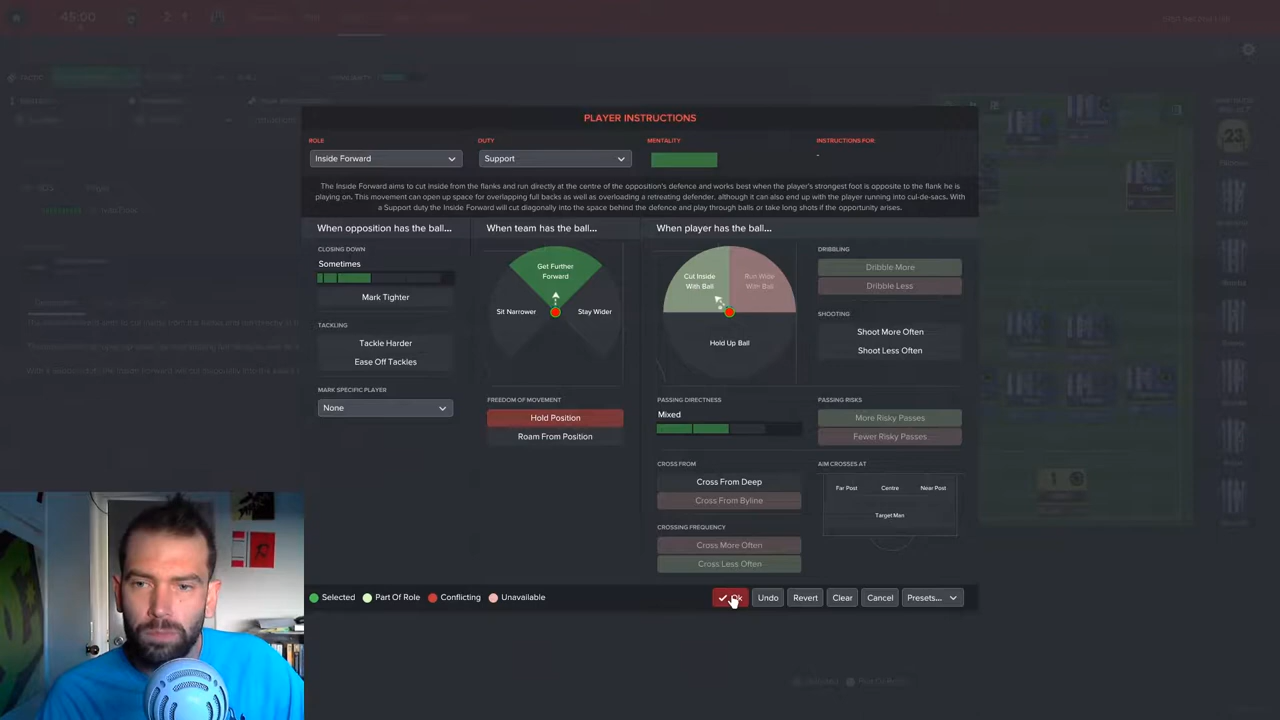 45:00
2 1
TACTIC
PLAYER INSTRUCTIONS
ROLE
DUTY
MENTALITY
INSTRUCTIONS FOR:
Inside Forward
Support
-
The Inside Forward aims to cut inside from the flanks and run directly at the centre of the opposition's defence and works best when the player's strongest foot is opposite to the flank he is
playing on. This movement can open up space for overlapping full backs as well as overloading a retreating defender, although it can also end up with the player running into cul-de-sacs. With
a Support duty the Inside Forward will cut diagonally into the space behind the defence and play through balls or take long shots if the opportunity arises.
When opposition has the ball...
CLOSING DOWN
Sometimes
Mark Tighter
TACKLING
Tackle Harder
Ease Off Tackles
MARK SPECIFIC PLAYER
None
When team has the ball...
Get Further
Forward
Sit Narrower
Stay Wider
FREEDOM OF MOVEMENT
Hold Position
Roam From Position
When player has the ball...
Cut Inside
With Ball
Run Wide
With Ball
Hold Up Ball
PASSING DIRECTNESS
Mixed
CROSS FROM
Cross From Deep
Cross From Byline
CROSSING FREQUENCY
Cross More Often
Cross Less Often
DRIBBLING
Dribble More
Dribble Less
SHOOTING
Shoot More Often
Shoot Less Often
PASSING RISKS
More Risky Passes
Fewer Risky Passes
AIM CROSSES AT
Far Post
Centre
Near Post
Target Man
Selected
Part Of Role
Conflicting
Unavailable
Ok
Undo
Revert
Clear
Cancel
Presets...
23